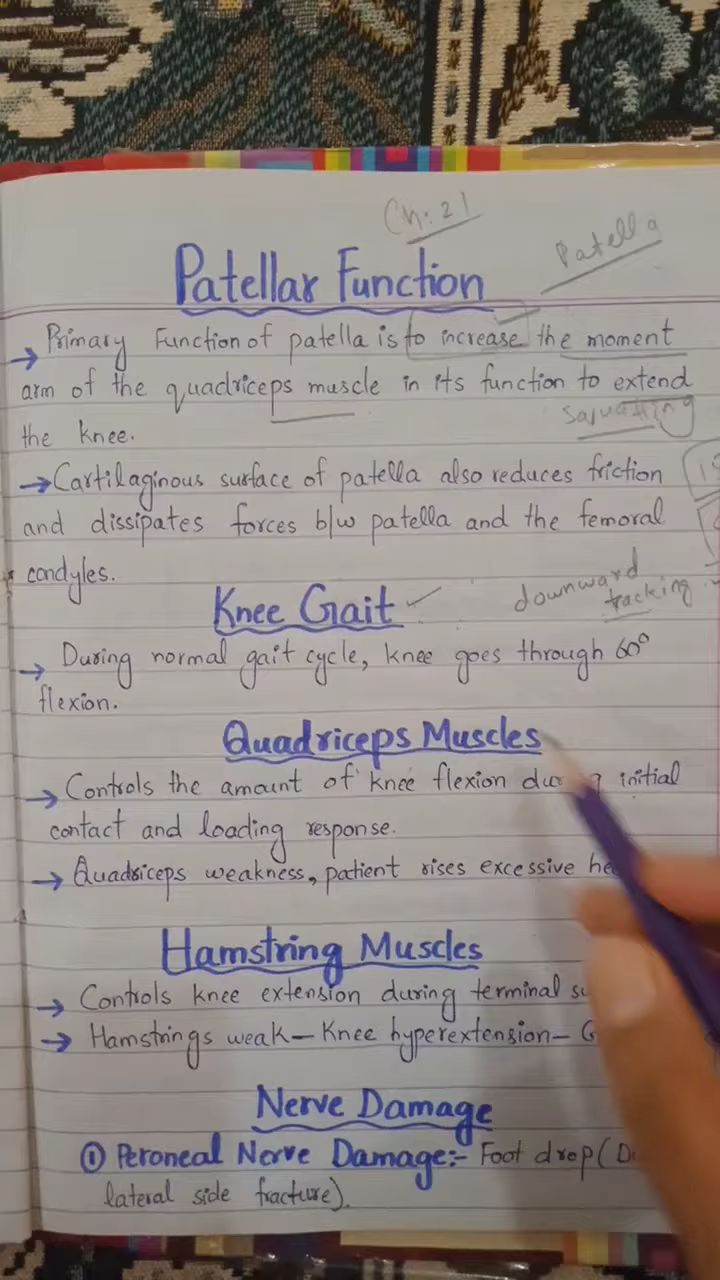 Ch: 21
Patella
Patellar Function
→ Primary Function of patella is to increase the moment
arm of the quadriceps muscle in its function to extend
squatting
the knee.
→ Cartilaginous surface of patella also reduces friction
and dissipates forces b/w patella and the femoral
condyles.
downward
tracking
Knee Gait
→ During normal gait cycle, knee goes through 60°
flexion.
Quadriceps Muscles
→ Controls the amount of knee flexion initial
contact and loading response.
→ Quadriceps weakness, patient rises excessive
Hamstring Muscles
→ Controls knee extension during terminal
→ Hamstrings weak - Knee hyperextension -
Nerve Damage
① Peroneal Nerve Damage:- Foot drop (
lateral side fracture).